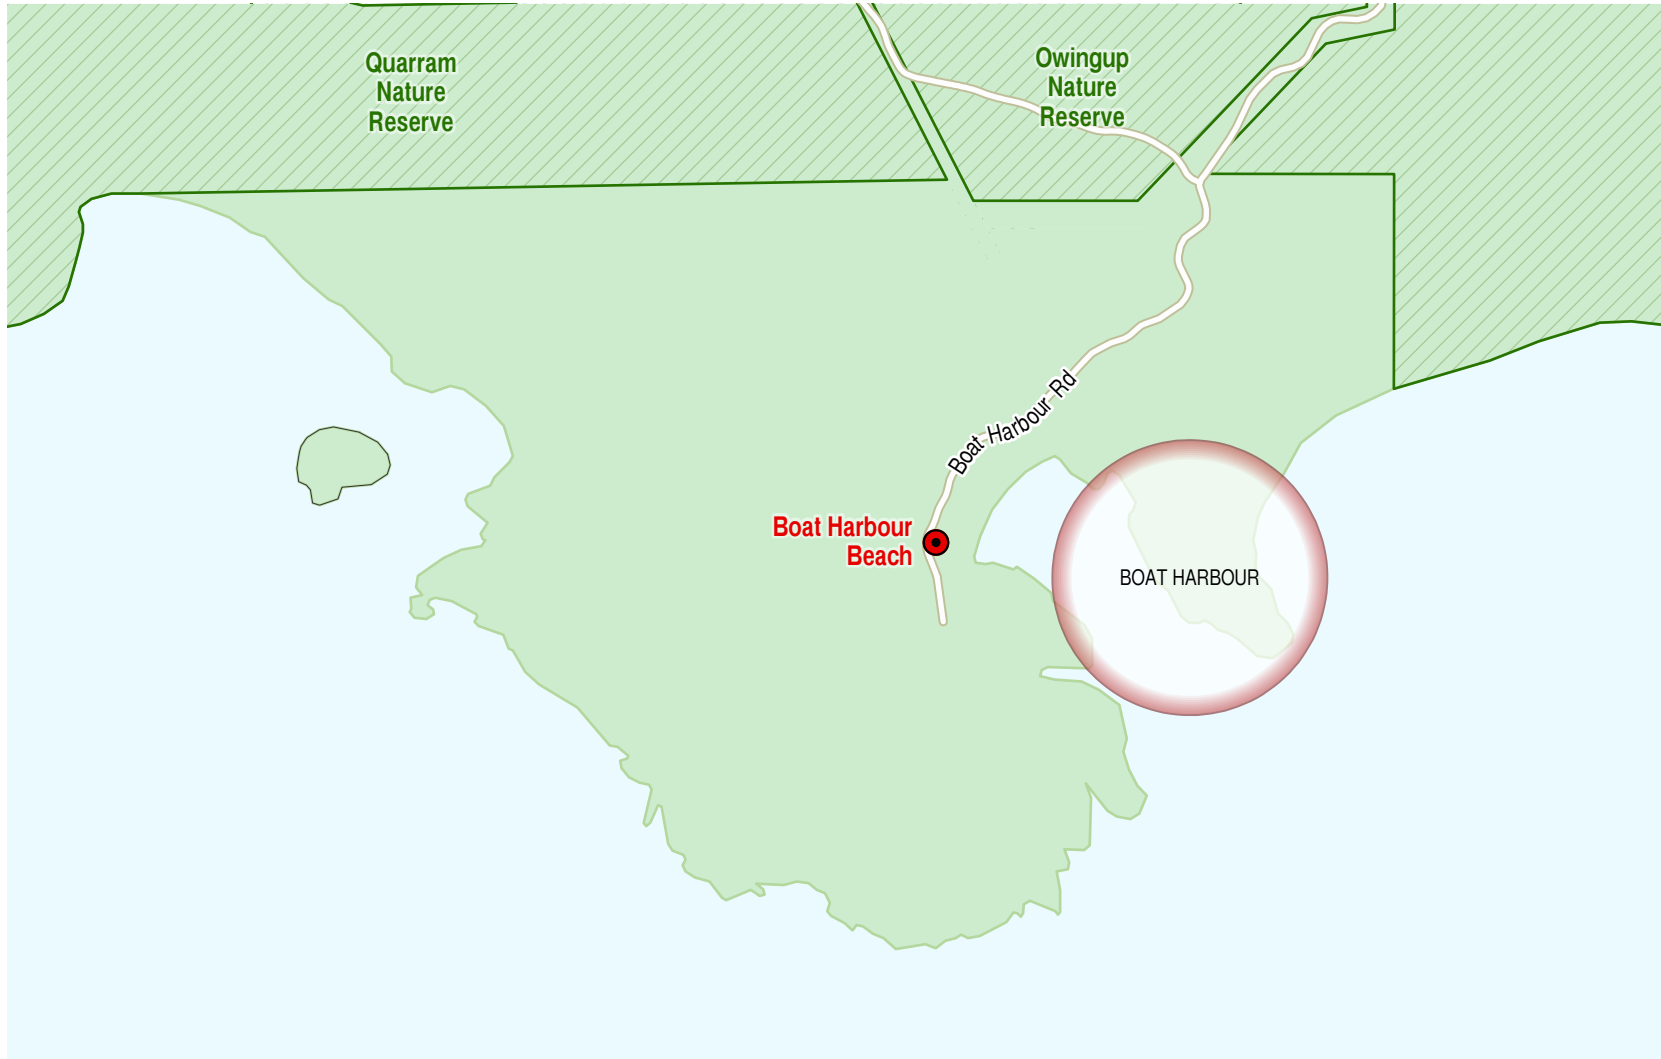 Quarram
Nature
Reserve
Owingup
Nature
Reserve
Boat Harbour Rd
Boat Harbour
Beach
BOAT HARBOUR